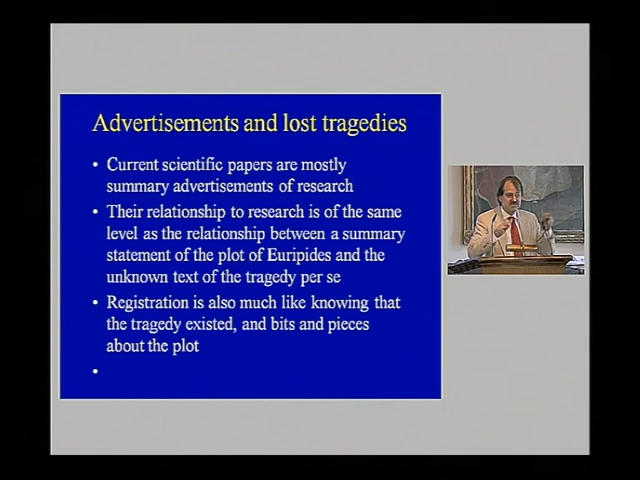 Advertisements and lost tragedies
• Current scientific papers are mostly
summary advertisements of research
• Their relationship to research is of the same
level as the relationship between a summary
statement of the plot of Euripides and the
unknown text of the tragedy per se
• Registration is also much like knowing that
the tragedy existed, and bits and pieces
about the plot
•